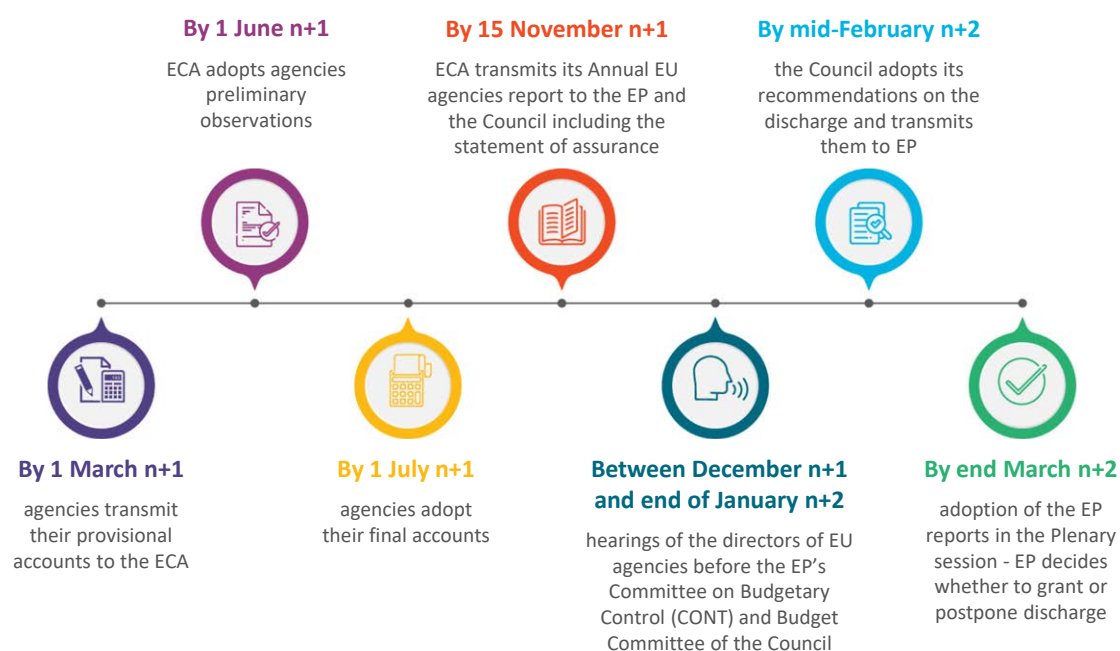 By 1 June n+1
ECA adopts agencies
preliminary
observations
By 15 November n+1
ECA transmits its Annual EU
agencies report to the EP and
the Council including the
statement of assurance
By mid-February n+2
the Council adopts its
recommendations on the
discharge and transmits
them to EP
By 1 March n+1
agencies transmit
their provisional
accounts to the ECA
By 1 July n+1
agencies adopt
their final accounts
Between December n+1
and end of January n+2
hearings of the directors of EU
agencies before the EP’s
Committee on Budgetary
Control (CONT) and Budget
Committee of the Council
By end March n+2
adoption of the EP
reports in the Plenary
session - EP decides
whether to grant or
postpone discharge